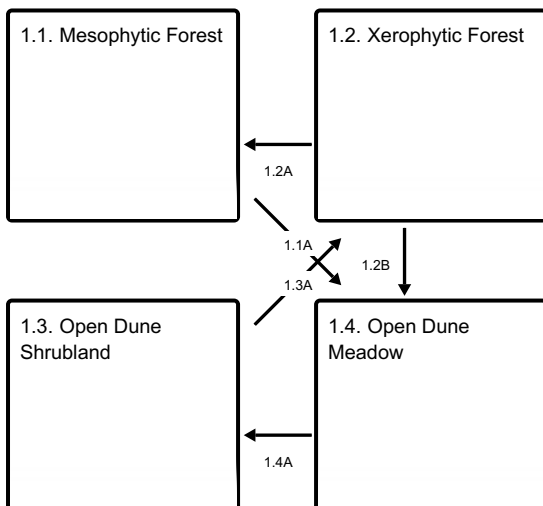 1.1. Mesophytic Forest
1.2. Xerophytic Forest
1.2A
1.1A
1.2B
1.3A
1.3. Open Dune
Shrubland
1.4. Open Dune
Meadow
1.4A